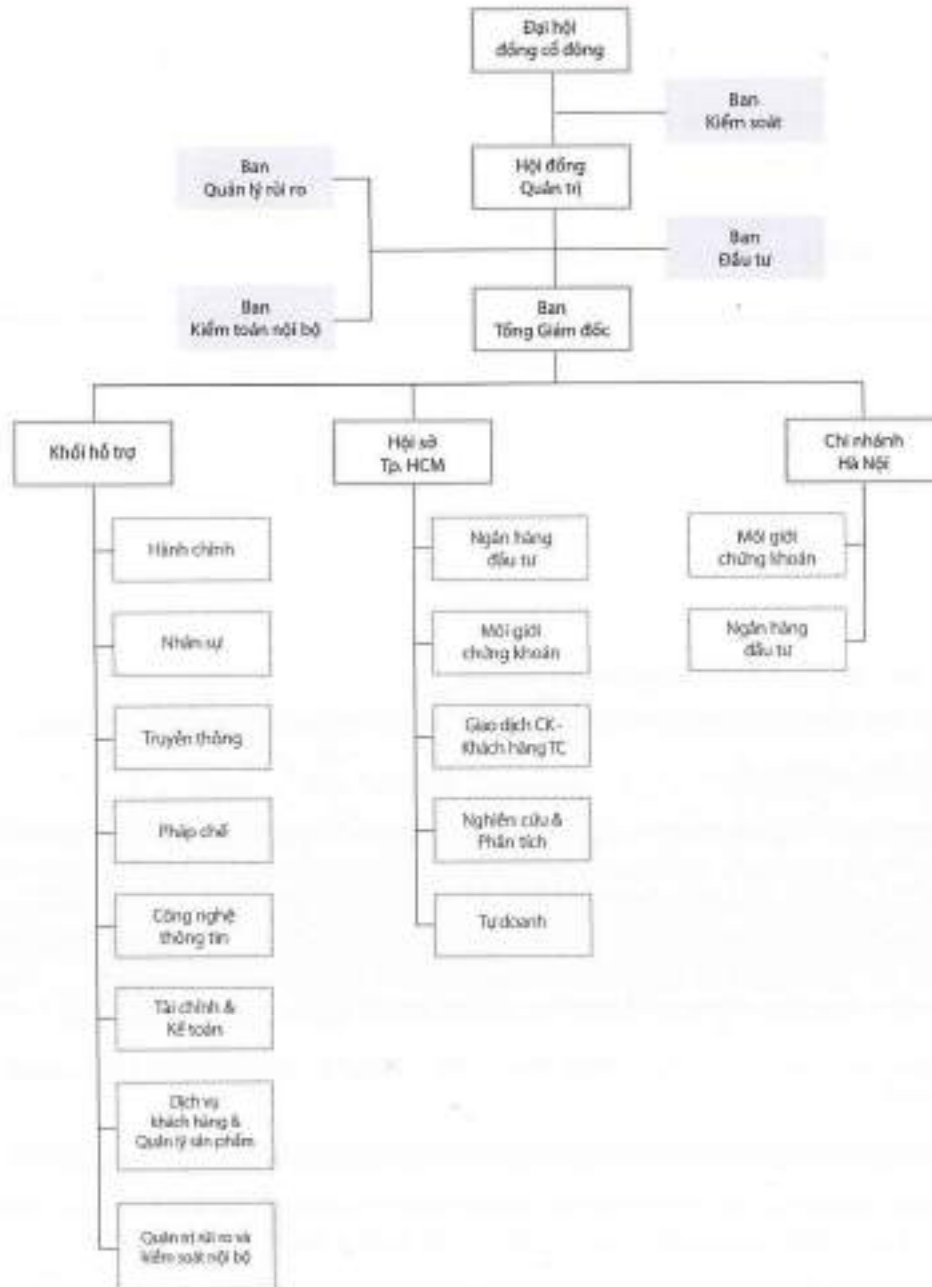 Đại hội
đồng cổ đông
Ban
Kiểm soát
Ban
Quản lý rủi ro
Hội đồng
Quản trị
Ban
Đầu tư
Ban
Kiểm toán nội bộ
Ban
Tổng Giám đốc
Khối hỗ trợ
Hội sở
Tp. HCM
Chi nhánh
Hà Nội
Hành chính
Nhân sự
Truyền thông
Pháp chế
Công nghệ
thông tin
Tài chính &
Kế toán
Dịch vụ
khách hàng &
Quản lý sản phẩm
Quản trị rủi ro và
kiểm soát nội bộ
Ngân hàng
đầu tư
Môi giới
chứng khoán
Giao dịch CK -
Khách hàng TC
Nghiên cứu &
Phân tích
Tự doanh
Môi giới
chứng khoán
Ngân hàng
đầu tư